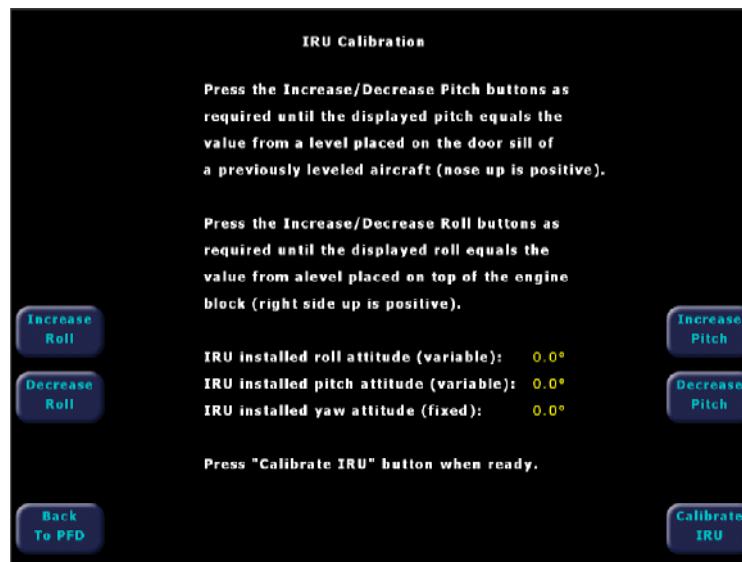 IRU Calibration
Press the Increase/Decrease Pitch buttons as
required until the displayed pitch equals the
value from a level placed on the door sill of
a previously leveled aircraft (nose up is positive).
Press the Increase/Decrease Roll buttons as
required until the displayed roll equals the
value from alevel placed on top of the engine
block (right side up is positive).
Increase
Roll
Increase
Pitch
IRU installed roll attitude (variable): 0.0°
IRU installed pitch attitude (variable): 0.0°
IRU installed yaw attitude (fixed): 0.0°
Decrease
Roll
Decrease
Pitch
Press "Calibrate IRU" button when ready.
Back
To PFD
Calibrate
IRU